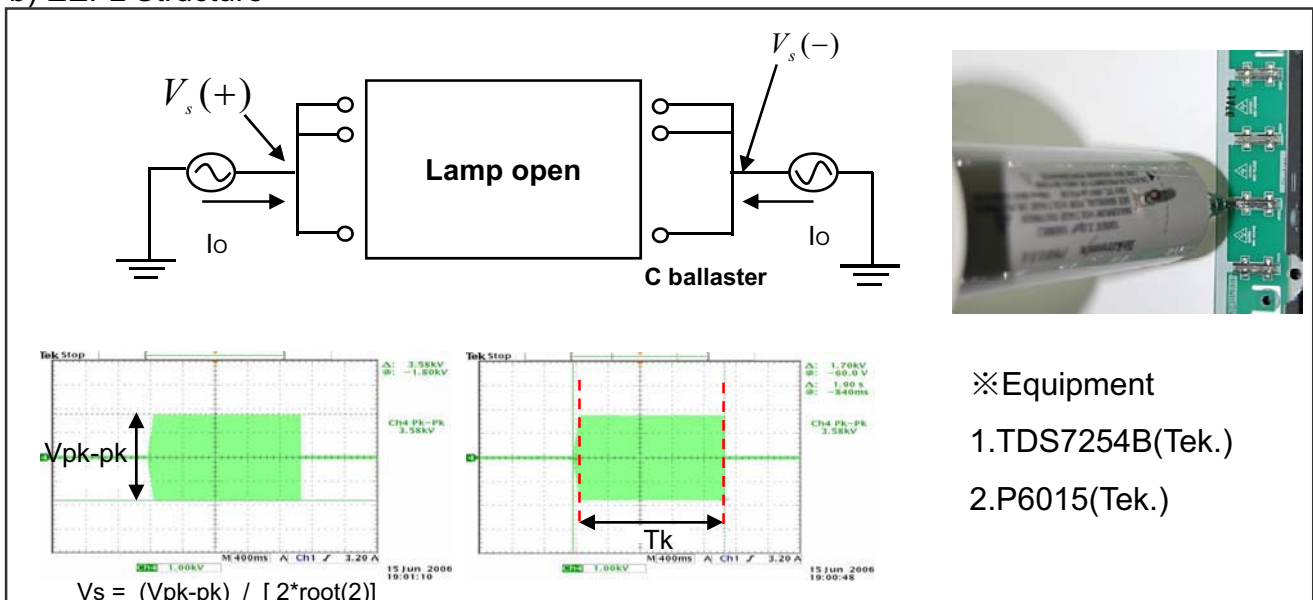 V_s (+)
V_s (−)
Lamp open
Io
Io
C ballaster
Tek Stop
Δ: 3.58kV
@: −1.80kV
Ch4 Pk−Pk
3.58kV
Vpk-pk
Ch4 1.00kV
M 400ms A Ch1 ∫ 3.20 A
15 Jun 2006
19:01:10
Tek Stop
Δ: 1.70kV
@: −60.0 V
Δ: 1.80 s
@: −840ms
Ch4 Pk−Pk
3.58kV
Tk
Ch4 1.00kV
M 400ms A Ch1 ∫ 3.20 A
15 Jun 2006
19:00:48
Vs = (Vpk-pk) / [ 2*root(2)]
※Equipment
1.TDS7254B(Tek.)
2.P6015(Tek.)